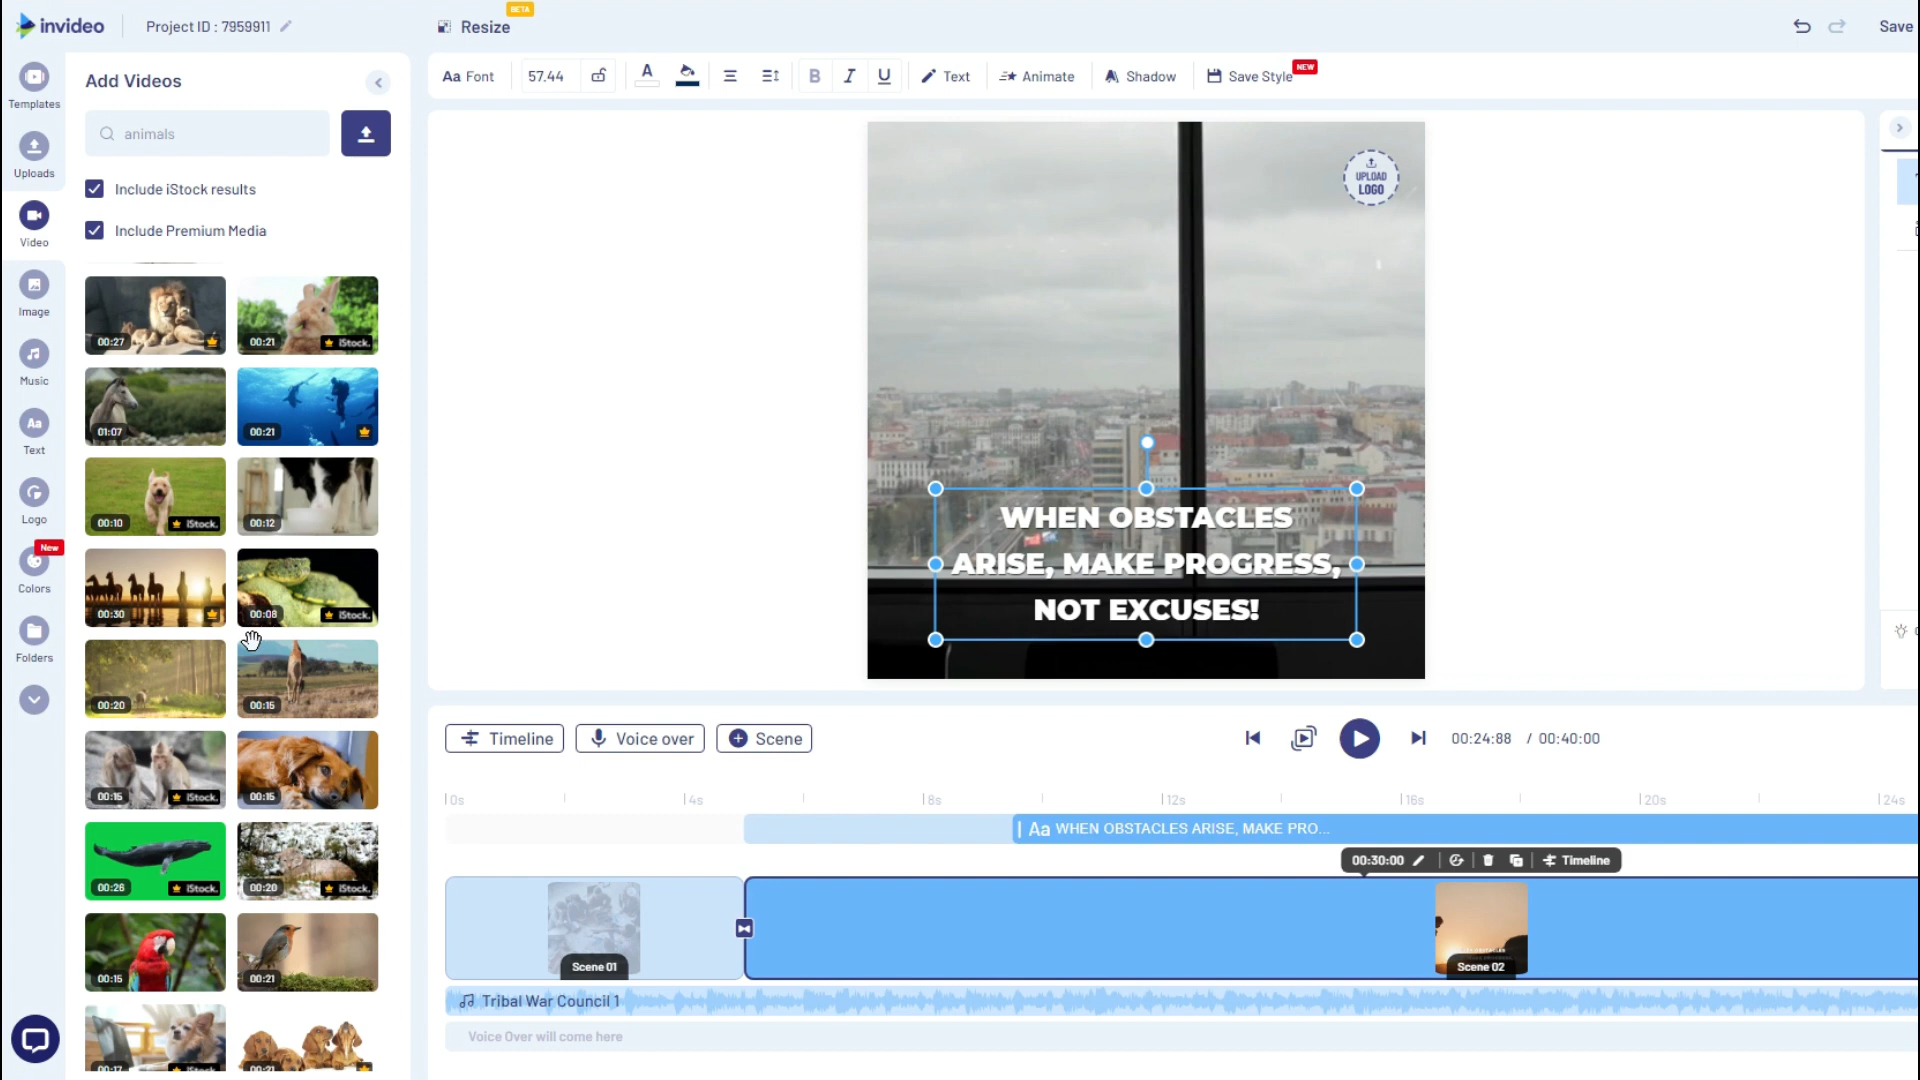 invideo
Project ID : 7959911
BETA
Resize
Save
Templates
Uploads
Video
Image
Music
Aa
Text
Logo
New
Colors
Folders
Add Videos
animals
Include iStock results
Include Premium Media
00:27
00:21
iStock.
01:07
00:21
00:10
iStock.
00:12
00:30
00:08
iStock.
00:20
00:15
00:15
iStock.
00:15
00:26
iStock.
00:20
iStock.
00:15
00:21
00:17
iStock.
00:21
Aa Font
57.44
A
B
I
U
Text
Animate
Shadow
Save Style
NEW
UPLOAD
LOGO
WHEN OBSTACLES
ARISE, MAKE PROGRESS,
NOT EXCUSES!
Timeline
Voice over
Scene
00:24:88 / 00:40:00
0s
4s
8s
12s
16s
20s
24s
Aa WHEN OBSTACLES ARISE, MAKE PRO...
00:30:00
Timeline
Scene 01
Scene 02
Tribal War Council 1
Voice Over will come here